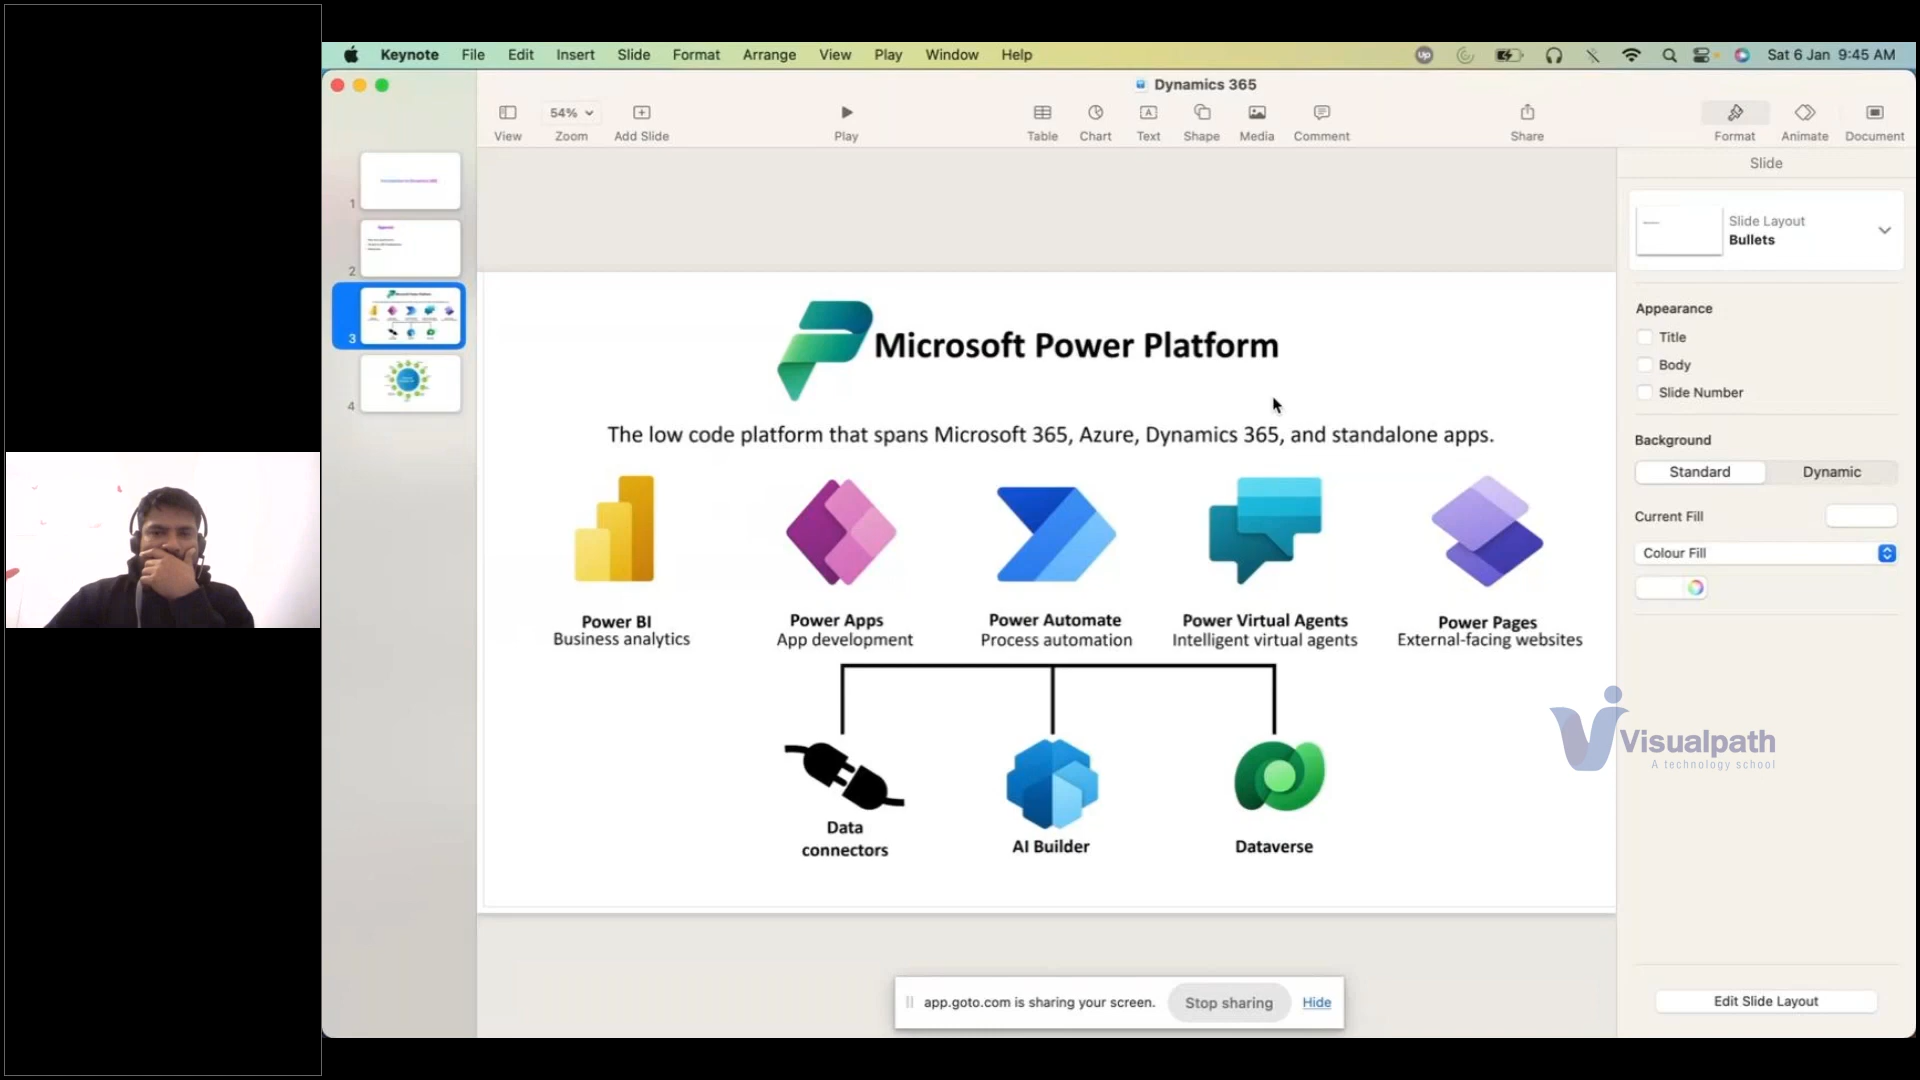 Keynote File Edit Insert Slide Format Arrange View Play Window Help
Up
Sat 6 Jan 9:45 AM
Dynamics 365
54%
View Zoom Add Slide Play Table Chart Text Shape Media Comment Share Format Animate Document
Slide
1
2
3
4
Microsoft Power Platform
The low code platform that spans Microsoft 365, Azure, Dynamics 365, and standalone apps.
Power BI
Business analytics
Power Apps
App development
Power Automate
Process automation
Power Virtual Agents
Intelligent virtual agents
Power Pages
External-facing websites
Data
connectors
AI Builder
Dataverse
Slide Layout
Bullets
Appearance
Title
Body
Slide Number
Background
Standard Dynamic
Current Fill
Colour Fill
Visualpath
A technology school
Edit Slide Layout
app.goto.com is sharing your screen. Stop sharing Hide